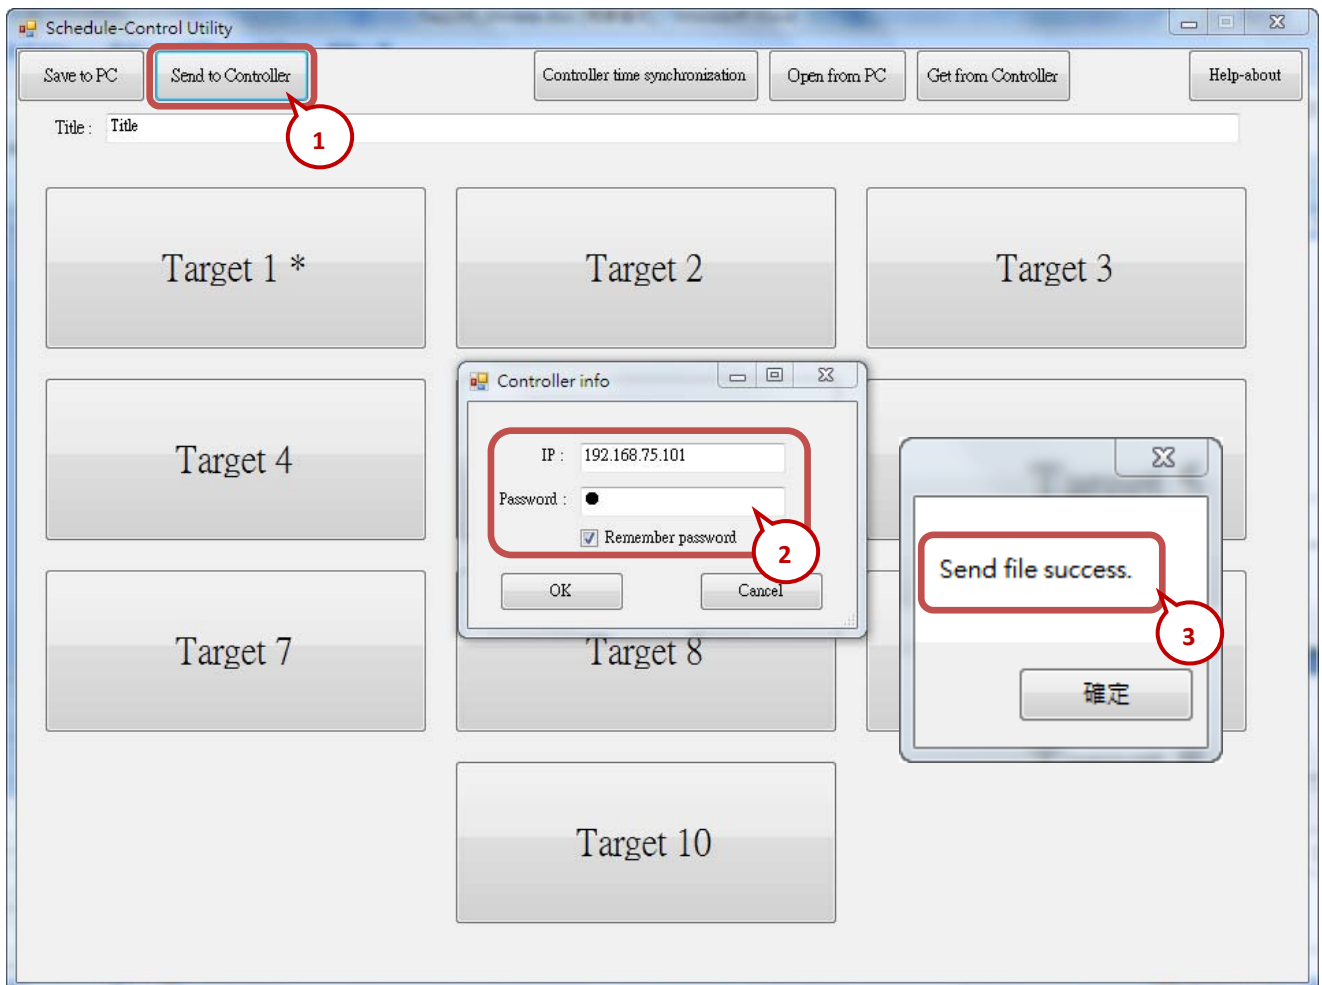 Schedule-Control Utility
Save to PC
Send to Controller
Controller time synchronization
Open from PC
Get from Controller
Help-about
Title : Title
1
Target 1 *
Target 2
Target 3
Target 4
Controller info
IP : 192.168.75.101
Password : ●
Remember password
2
OK
Cancel
Send file success.
3
確定
Target 7
Target 8
Target 10